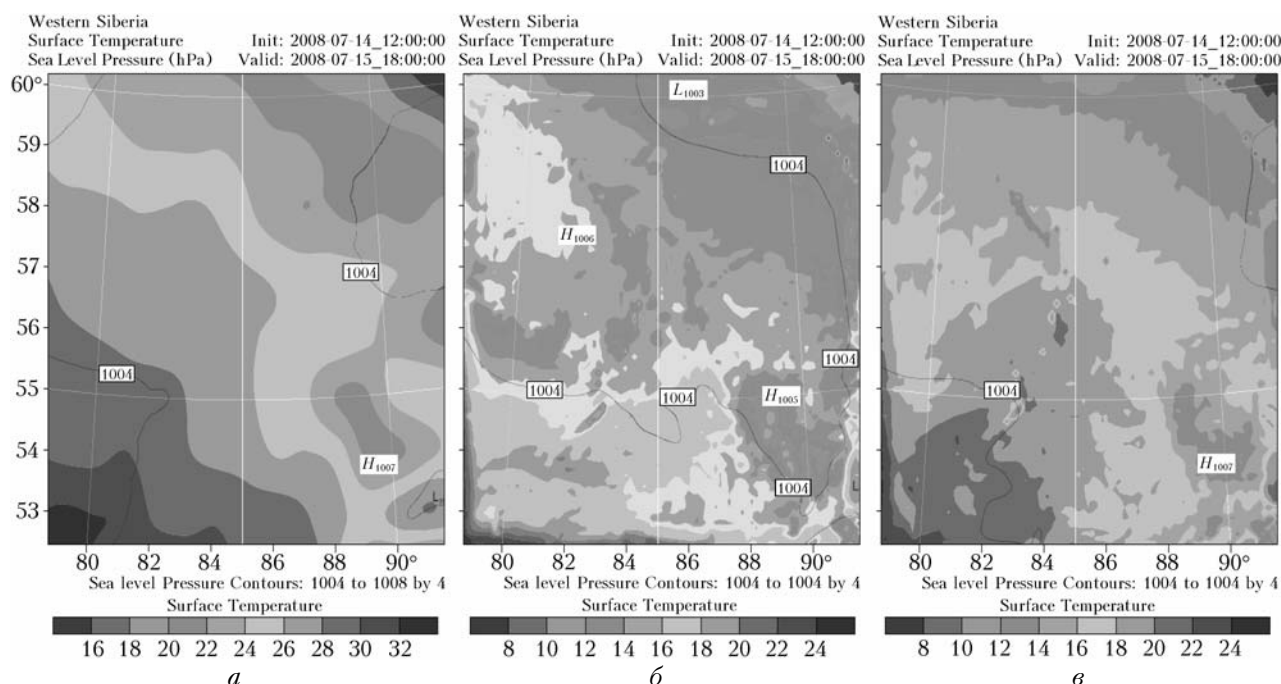 Western Siberia
Surface Temperature Init: 2008-07-14_12:00:00
Sea Level Pressure (hPa) Valid: 2008-07-15_18:00:00
60°
59
58
57
56
55
54
53
1004
1004
H1007
L
80 82 84 86 88 90°
Sea level Pressure Contours: 1004 to 1008 by 4
Surface Temperature
16 18 20 22 24 26 28 30 32
а
Western Siberia
Surface Temperature Init: 2008-07-14_12:00:00
Sea Level Pressure (hPa) Valid: 2008-07-15_18:00:00
L1003
1004
H1006
1004
1004
1004
H1005
1004
L
80 82 84 86 88 90°
Sea level Pressure Contours: 1004 to 1004 by 4
Surface Temperature
8 10 12 14 16 18 20 22 24
б
Western Siberia
Surface Temperature Init: 2008-07-14_12:00:00
Sea Level Pressure (hPa) Valid: 2008-07-15_18:00:00
1004
H1007
80 82 84 86 88 90°
Sea level Pressure Contours: 1004 to 1004 by 4
Surface Temperature
8 10 12 14 16 18 20 22 24
в